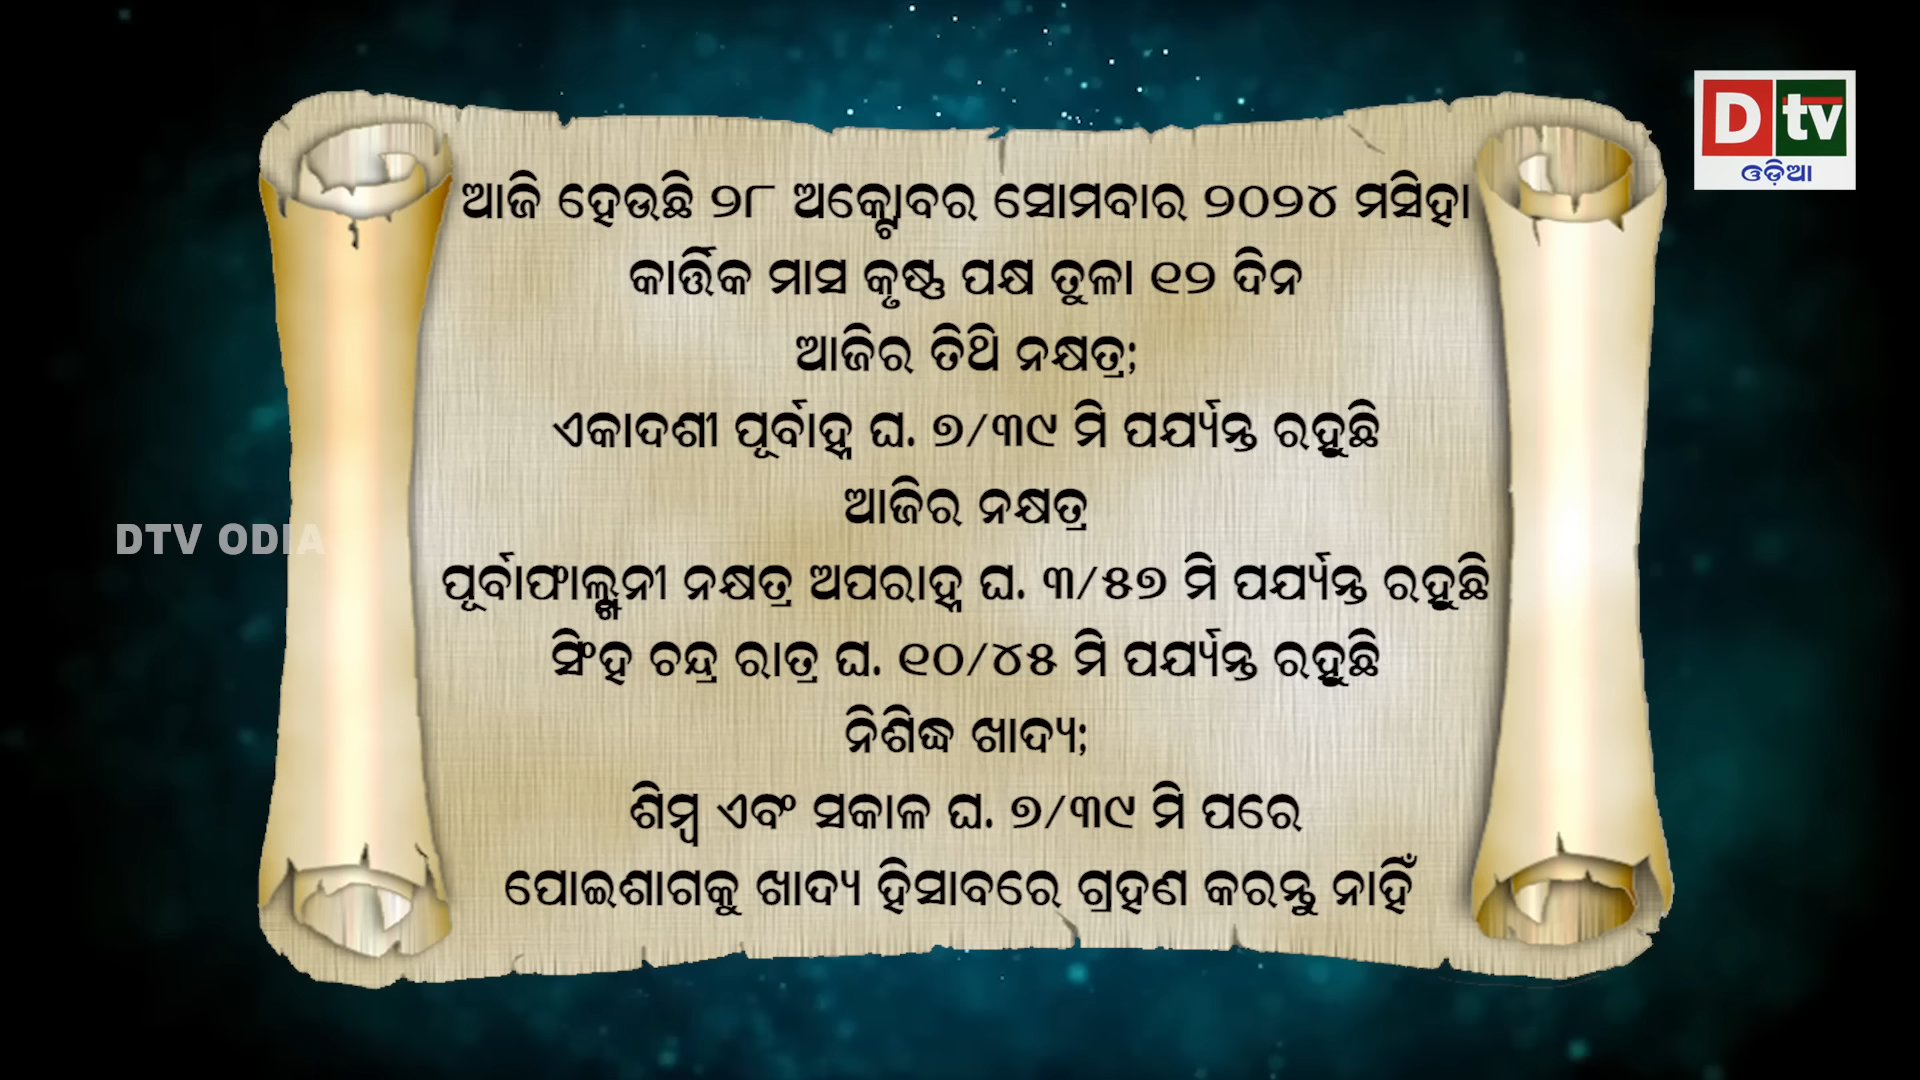 D tv
ଓଡ଼ିଆ
ଆଜି ହେଉଛି ୨୮ ଅକ୍ଟୋବର ସୋମବାର ୨୦୨୪ ମସିହା
କାର୍ତ୍ତିକ ମାସ କୃଷ୍ଣ ପକ୍ଷ ତୁଳା ୧୨ ଦିନ
ଆଜିର ତିଥି ନକ୍ଷତ୍ର;
ଏକାଦଶୀ ପୂର୍ବାହ୍ନ ଘ. ୭/୩୯ ମି ପର୍ଯ୍ୟନ୍ତ ରହୁଛି
ଆଜିର ନକ୍ଷତ୍ର
DTV ODIA
ପୂର୍ବାଫାଲ୍ଗୁନୀ ନକ୍ଷତ୍ର ଅପରାହ୍ନ ଘ. ୩/୫୭ ମି ପର୍ଯ୍ୟନ୍ତ ରହୁଛି
ସିଂହ ଚନ୍ଦ୍ର ରାତ୍ର ଘ. ୧୦/୪୫ ମି ପର୍ଯ୍ୟନ୍ତ ରହୁଛି
ନିଶିଦ୍ଧ ଖାଦ୍ୟ;
ଶିମ୍ବ ଏବଂ ସକାଳ ଘ. ୭/୩୯ ମି ପରେ
ପୋଇଶାଗକୁ ଖାଦ୍ୟ ହିସାବରେ ଗ୍ରହଣ କରନ୍ତୁ ନାହିଁ